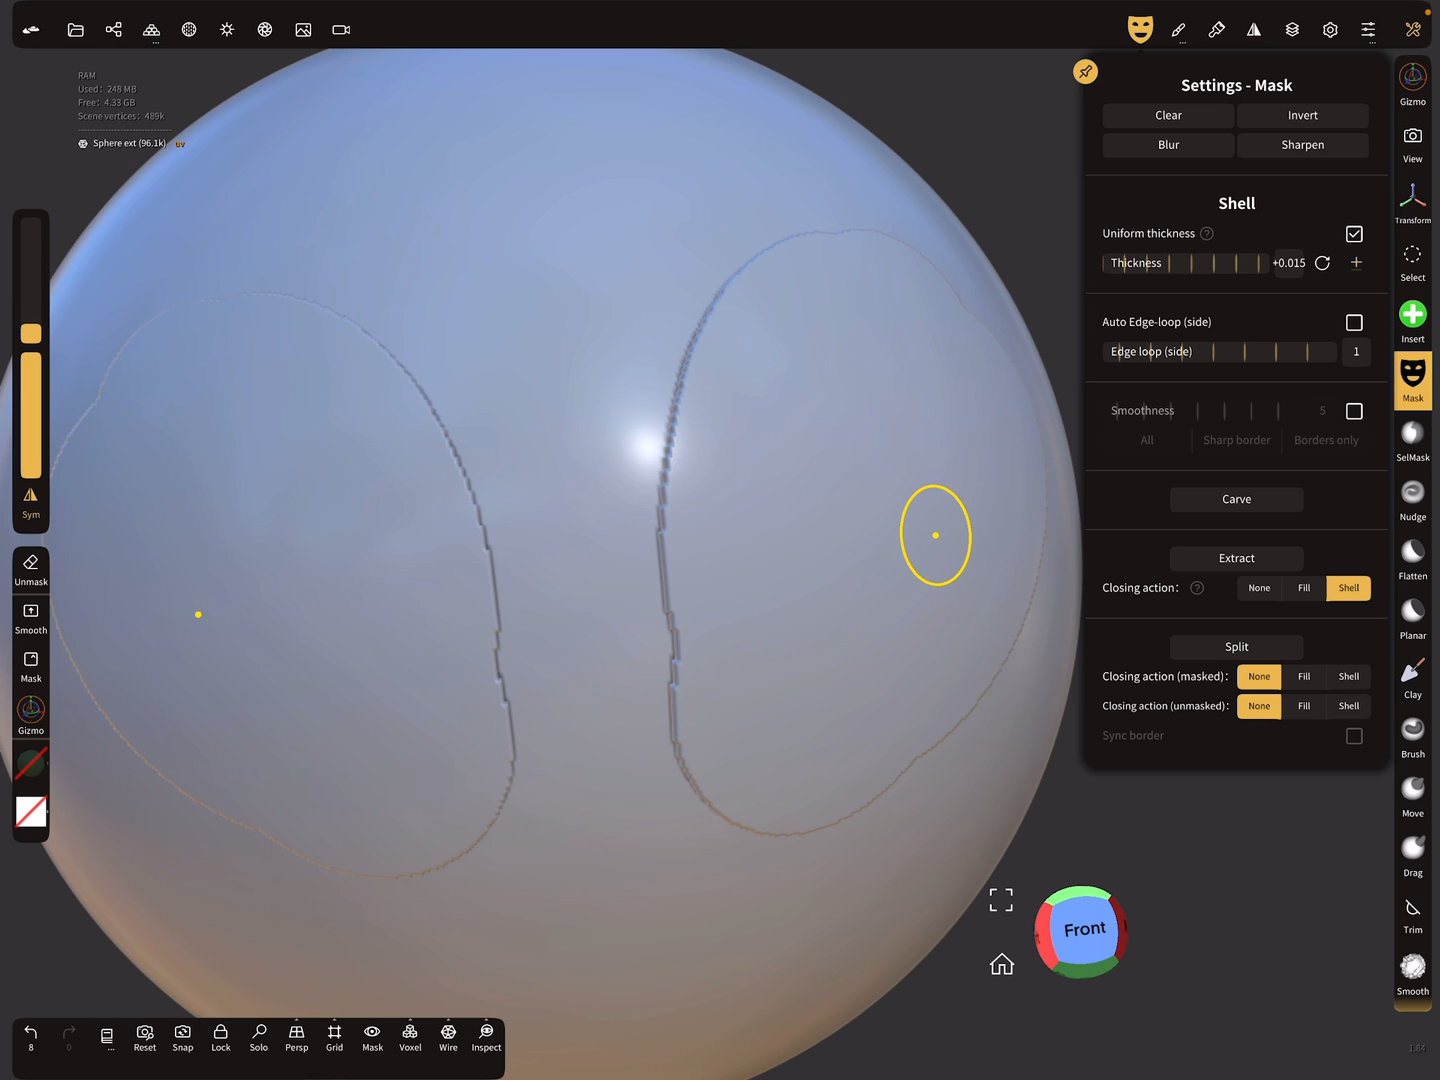 RAM
Used: 248 MB
Free: 4.33 GB
Scene vertices: 489k
Sphere ext (96.1k) uv
Sym
Unmask
Smooth
Mask
Gizmo
Settings - Mask
Clear
Invert
Blur
Sharpen
Shell
Uniform thickness ?
Thickness +0.015 +
Auto Edge-loop (side)
Edge loop (side) 1
Smoothness 5
All
Sharp border
Borders only
Carve
Extract
Closing action: ? None Fill Shell
Split
Closing action (masked): None Fill Shell
Closing action (unmasked): None Fill Shell
Sync border
Gizmo
View
Transform
Select
Insert
Mask
SelMask
Nudge
Flatten
Planar
Clay
Brush
Move
Drag
Trim
Smooth
Front
8
0
...
Reset
Snap
Lock
Solo
Persp
Grid
Mask
Voxel
Wire
Inspect
1.84